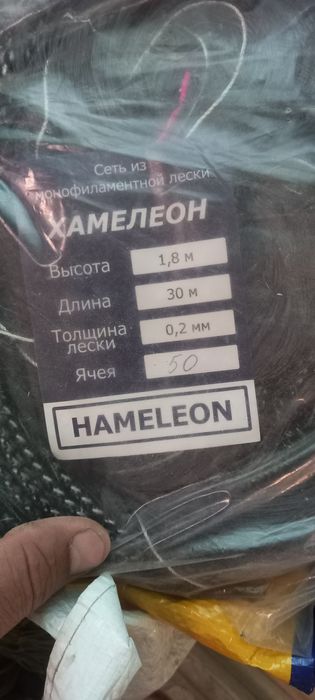 Сеть из
монофиламентной лески
ХАМЕЛЕОН
Высота 1,8 м
Длина 30 м
Толщина лески 0,2 мм
Ячея 50
HAMELEON